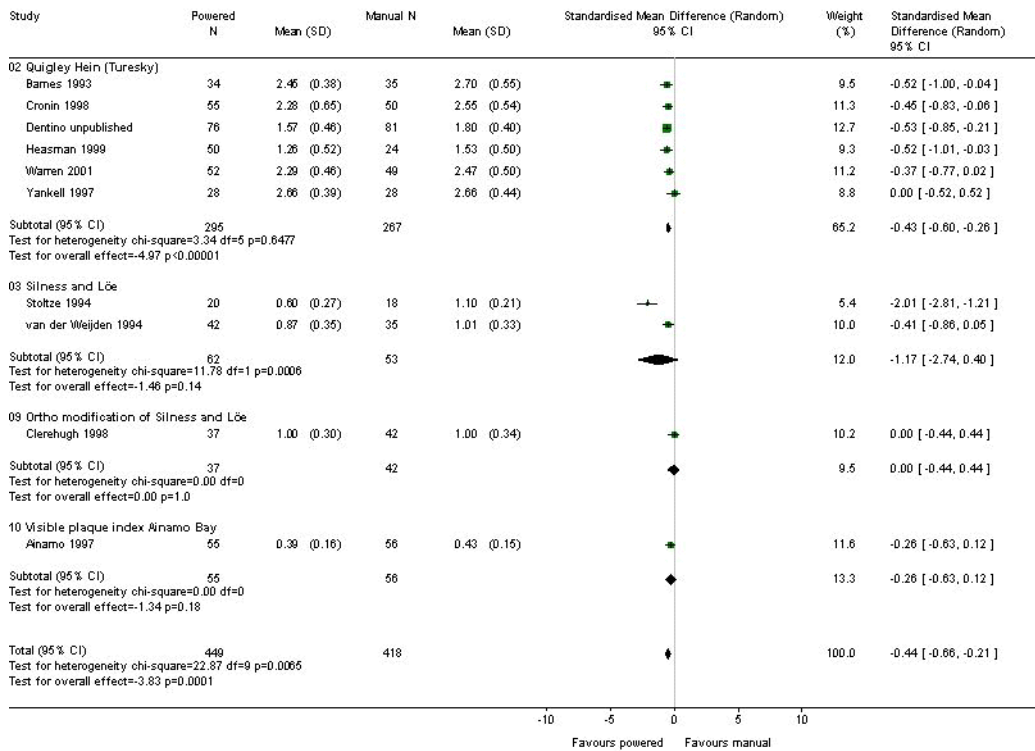 Study Powered N Mean (SD) Manual N Mean (SD) Standardised Mean Difference (Random) 95% CI Weight (%) Standardised Mean Difference (Random) 95% CI
02 Quigley Hein (Turesky)
Barnes 1993 34 2.45 (0.38) 35 2.70 (0.55) 9.5 -0.52 [ -1.00, -0.04 ]
Cronin 1998 55 2.28 (0.65) 50 2.55 (0.54) 11.3 -0.45 [ -0.83, -0.06 ]
Dentino unpublished 76 1.57 (0.46) 81 1.80 (0.40) 12.7 -0.53 [ -0.85, -0.21 ]
Heasman 1999 50 1.26 (0.52) 24 1.53 (0.50) 9.3 -0.52 [ -1.01, -0.03 ]
Warren 2001 52 2.29 (0.46) 49 2.47 (0.50) 11.2 -0.37 [ -0.77, 0.02 ]
Yankell 1997 28 2.66 (0.39) 28 2.66 (0.44) 8.8 0.00 [ -0.52, 0.52 ]
Subtotal (95% CI) 295 267 65.2 -0.43 [ -0.60, -0.26 ]
Test for heterogeneity chi-square=3.34 df=5 p=0.6477
Test for overall effect=-4.97 p<0.00001
03 Silness and Löe
Stoltze 1994 20 0.60 (0.27) 18 1.10 (0.21) 5.4 -2.01 [ -2.81, -1.21 ]
van der Weijden 1994 42 0.87 (0.35) 35 1.01 (0.33) 10.0 -0.41 [ -0.86, 0.05 ]
Subtotal (95% CI) 62 53 12.0 -1.17 [ -2.74, 0.40 ]
Test for heterogeneity chi-square=11.78 df=1 p=0.0006
Test for overall effect=-1.46 p=0.14
09 Ortho modification of Silness and Löe
Clerehugh 1998 37 1.00 (0.30) 42 1.00 (0.34) 10.2 0.00 [ -0.44, 0.44 ]
Subtotal (95% CI) 37 42 9.5 0.00 [ -0.44, 0.44 ]
Test for heterogeneity chi-square=0.00 df=0
Test for overall effect=0.00 p=1.0
10 Visible plaque index Ainamo Bay
Ainamo 1997 55 0.39 (0.16) 56 0.43 (0.15) 11.6 -0.26 [ -0.63, 0.12 ]
Subtotal (95% CI) 55 56 13.3 -0.26 [ -0.63, 0.12 ]
Test for heterogeneity chi-square=0.00 df=0
Test for overall effect=-1.34 p=0.18
Total (95% CI) 449 418 100.0 -0.44 [ -0.66, -0.21 ]
Test for heterogeneity chi-square=22.87 df=9 p=0.0065
Test for overall effect=-3.83 p=0.0001
-10 -5 0 5 10
Favours powered Favours manual